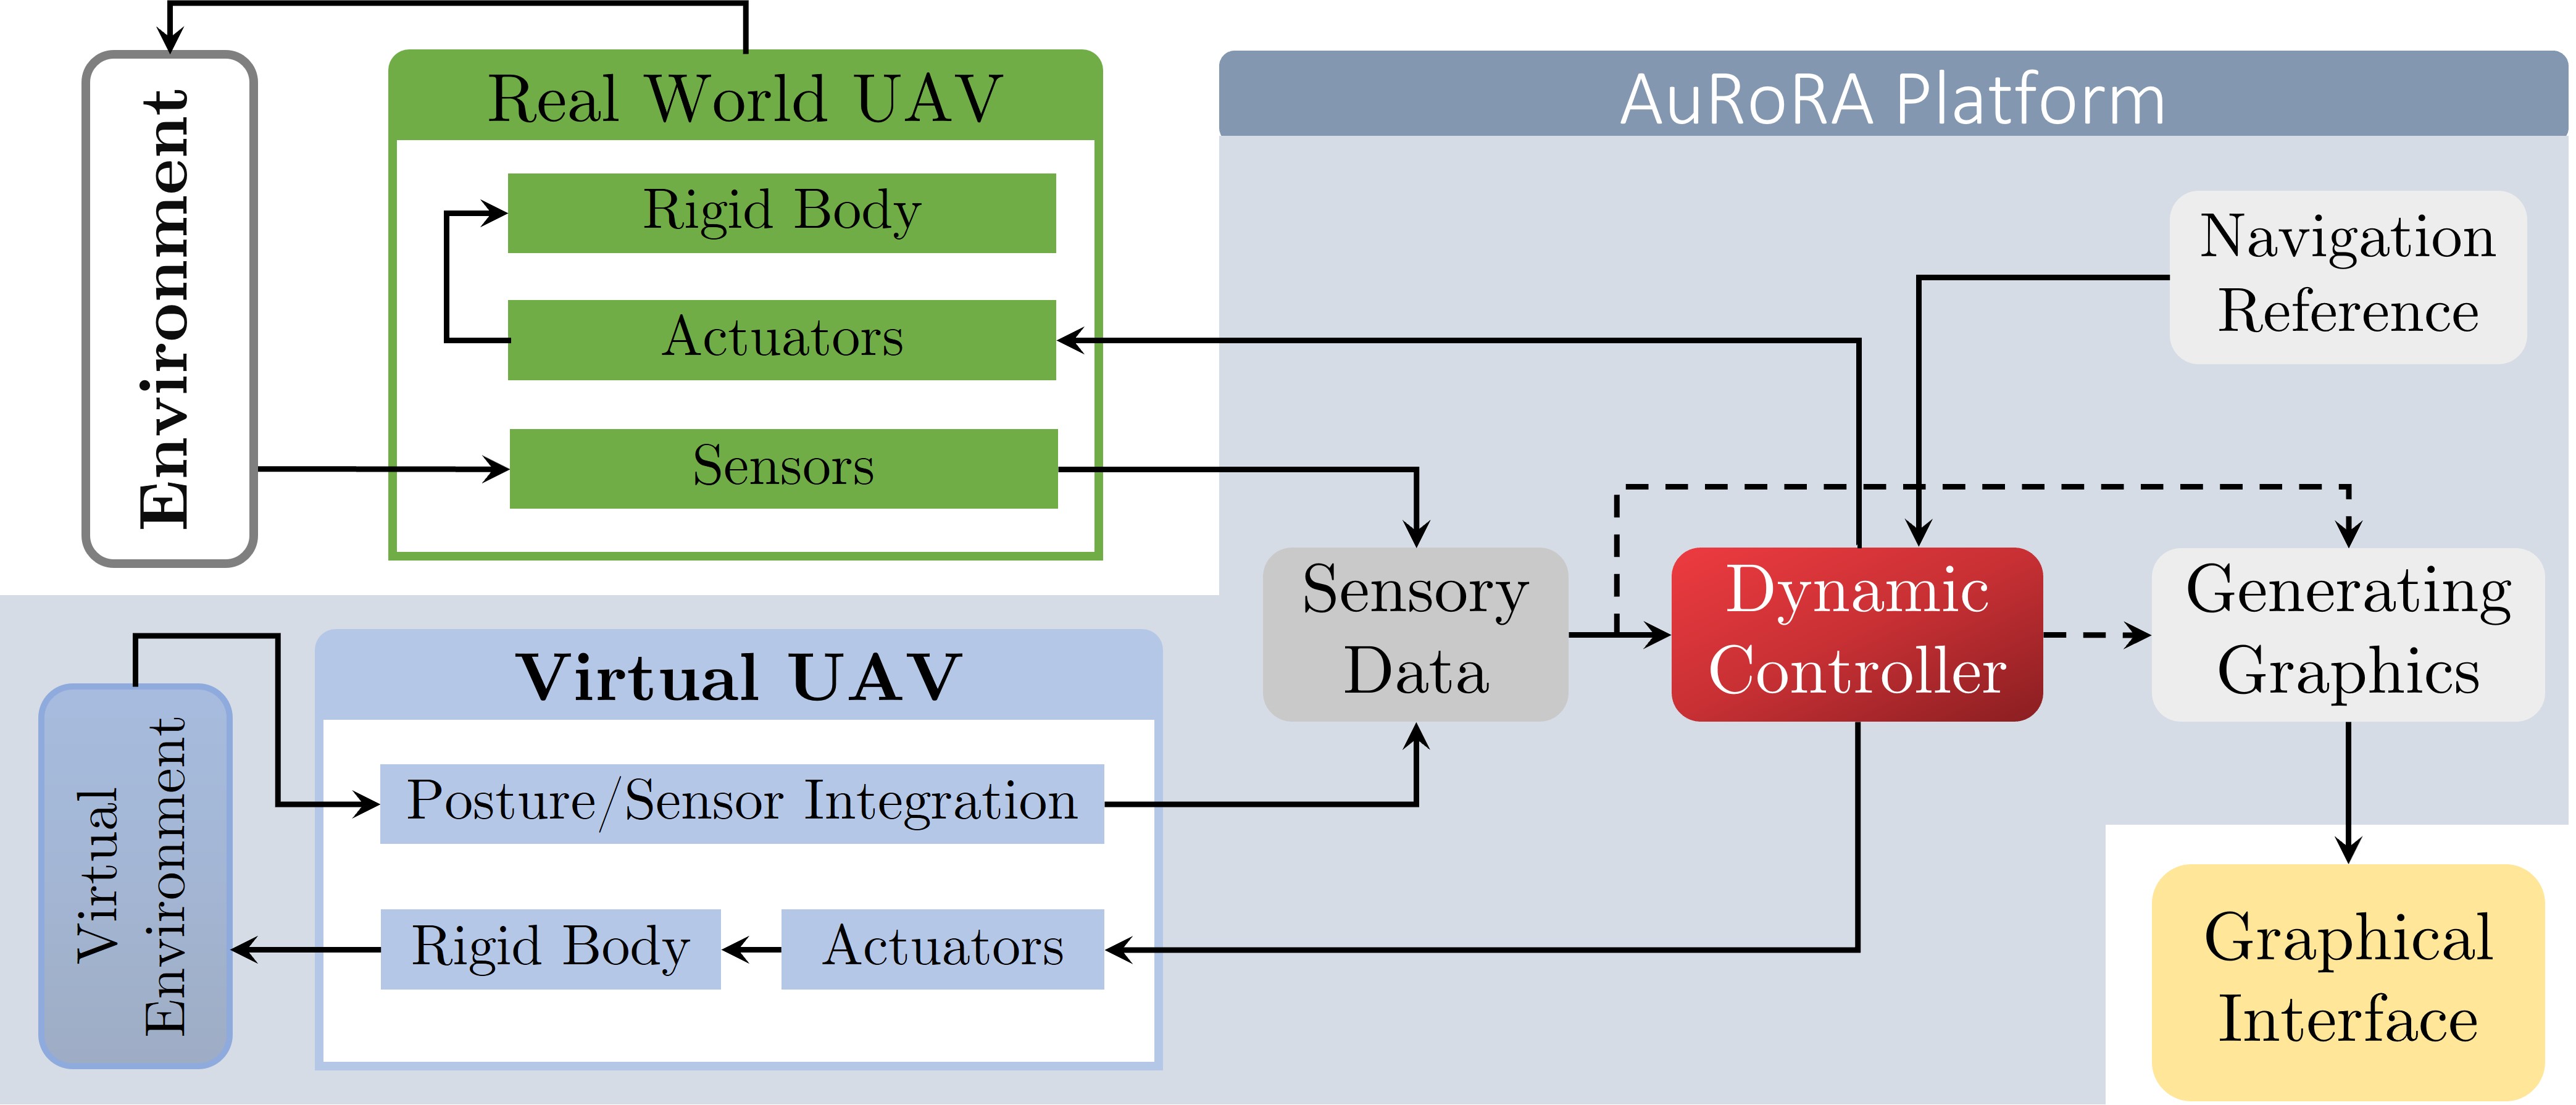 Environment
Real World UAV
Rigid Body
Actuators
Sensors
AuRoRA Platform
Navigation
Reference
Sensory
Data
Dynamic
Controller
Generating
Graphics
Virtual
Environment
Virtual UAV
Posture/Sensor Integration
Rigid Body
Actuators
Graphical
Interface